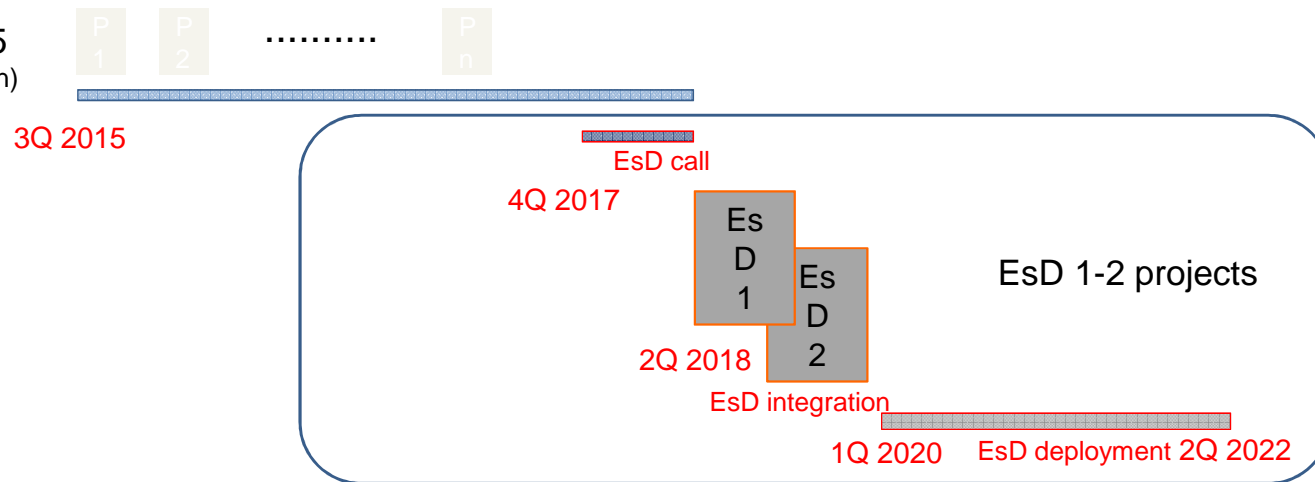 P P .......... P
5 1 2 n
n)
3Q 2015
EsD call
4Q 2017
Es
D
1
Es
D
2
EsD 1-2 projects
2Q 2018
EsD integration
1Q 2020 EsD deployment 2Q 2022